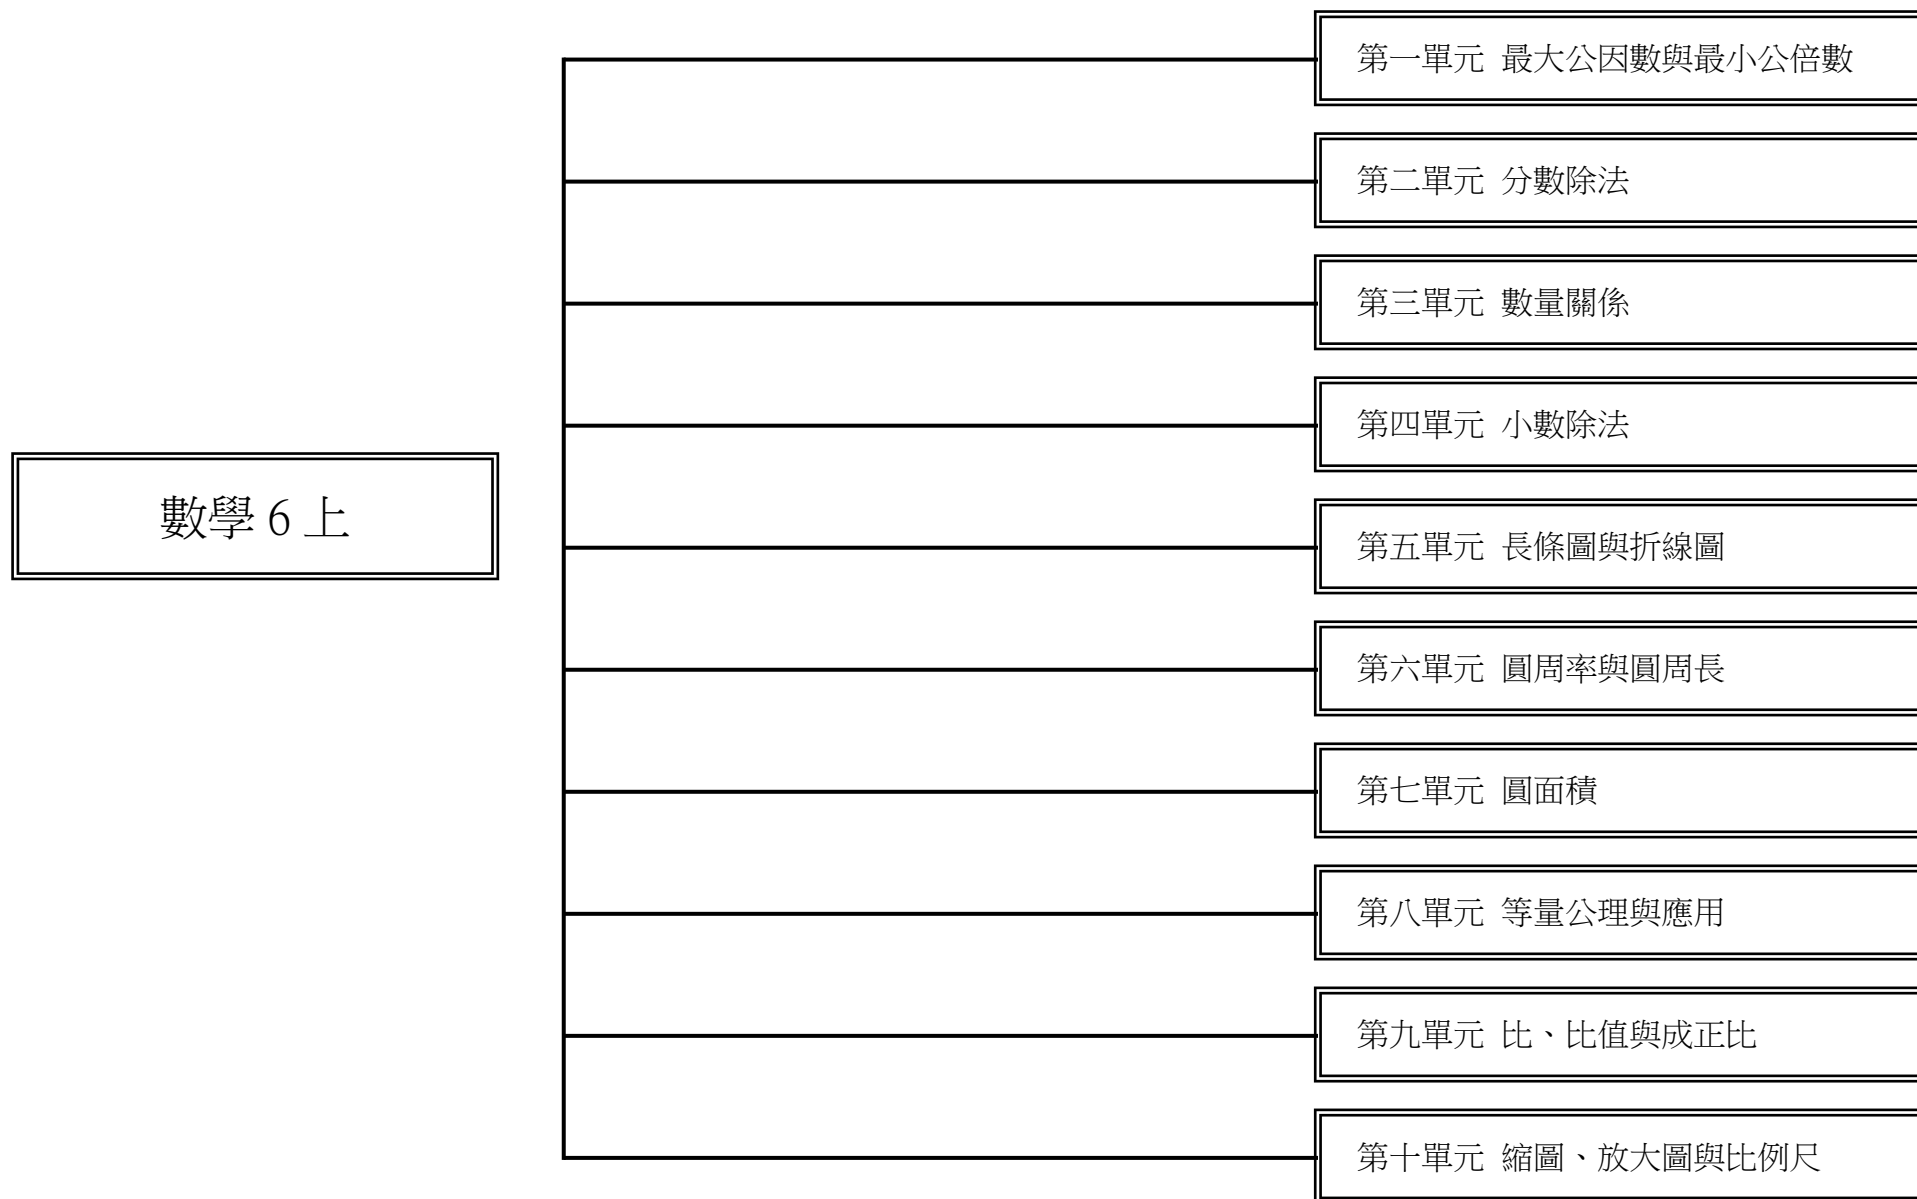 第一單元 最大公因數與最小公倍數
第二單元 分數除法
第三單元 數量關係
第四單元 小數除法
數學 6 上
第五單元 長條圖與折線圖
第六單元 圓周率與圓周長
第七單元 圓面積
第八單元 等量公理與應用
第九單元 比、比值與成正比
第十單元 縮圖、放大圖與比例尺